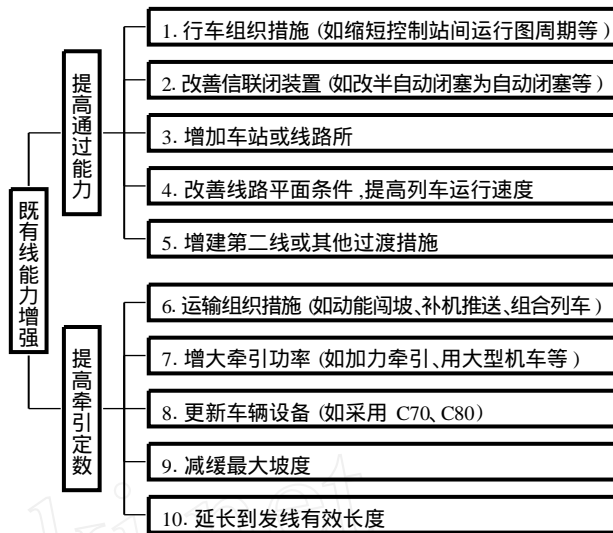 既有线能力增强
提高通过能力
1. 行车组织措施 (如缩短控制站间运行图周期等 )
2. 改善信联闭装置 (如改半自动闭塞为自动闭塞等 )
3. 增加车站或线路所
4. 改善线路平面条件 ,提高列车运行速度
5. 增建第二线或其他过渡措施
提高牵引定数
6. 运输组织措施 (如动能闯坡、补机推送、组合列车 )
7. 增大牵引功率 (如加力牵引、用大型机车等 )
8. 更新车辆设备 (如采用 C70、C80)
9. 减缓最大坡度
10. 延长到发线有效长度